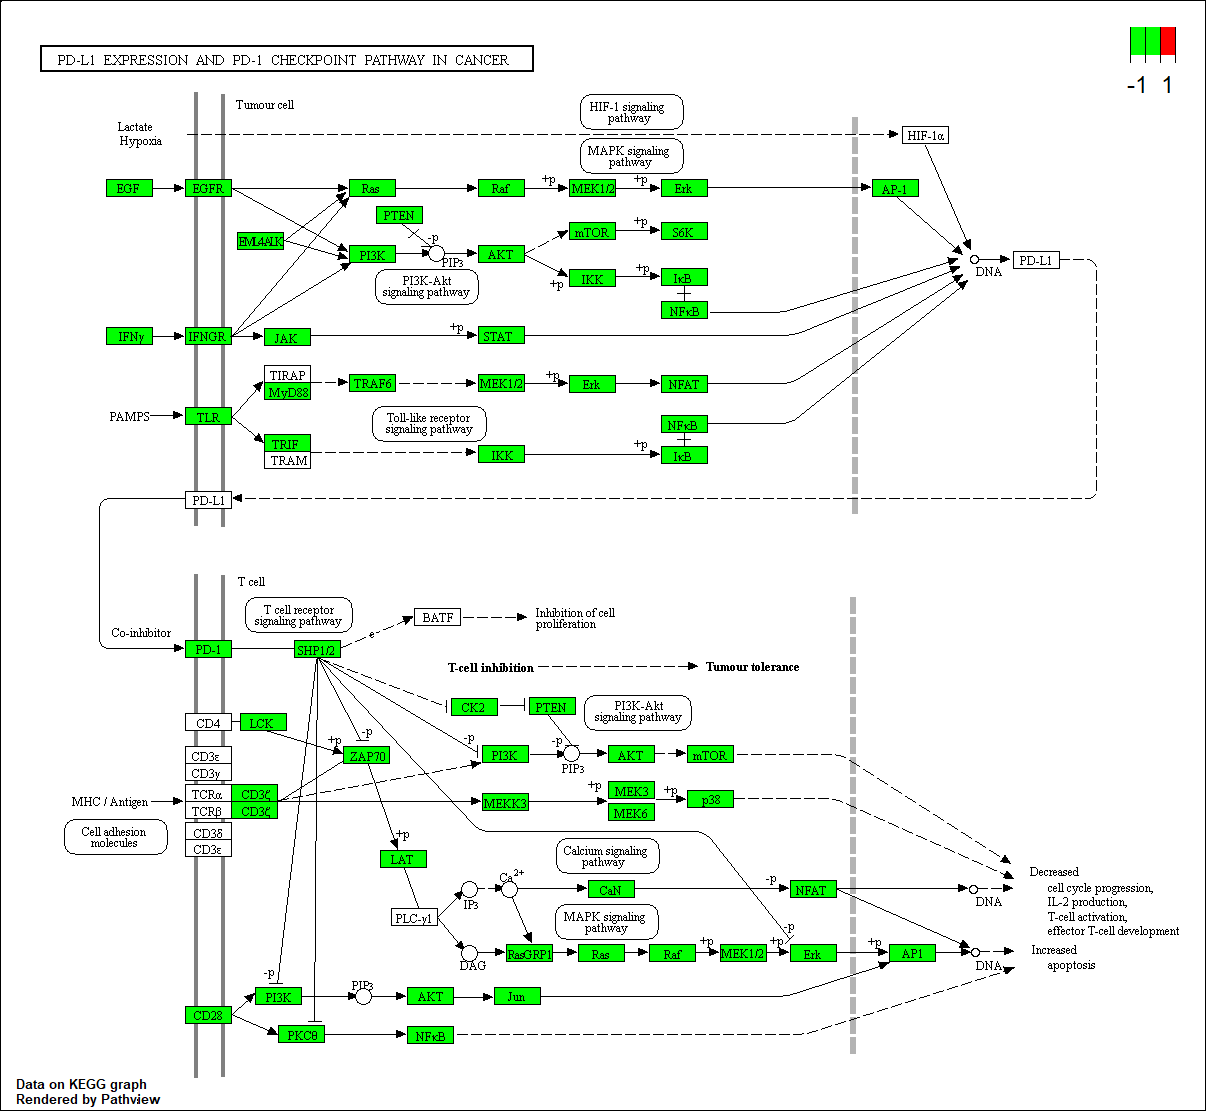 PD-L1 EXPRESSION AND PD-1 CHECKPOINT PATHWAY IN CANCER
-1 1
Tumour cell
HIF-1 signaling
pathway
Lactate
Hypoxia
HIF-1α
MAPK signaling
pathway
EGF
EGFR
Ras
Raf
+p
MEK1/2
+p
Erk
AP-1
PTEN
-p
EML4ALK
PI3K
PIP3
AKT
mTOR
+p
S6K
PI3K-Akt
signaling pathway
+p
IKK
+p
IκB
NFκB
DNA
PD-L1
IFNγ
IFNGR
JAK
+p
STAT
TIRAP
MyD88
TRAF6
MEK1/2
+p
Erk
NFAT
PAMPS
TLR
Toll-like receptor
signaling pathway
NFκB
TRIF
TRAM
IKK
+p
IκB
PD-L1
T cell
T cell receptor
signaling pathway
BATF
Inhibition of cell
proliferation
Co-inhibitor
PD-1
SHP1/2
e
T-cell inhibition
Tumour tolerance
CK2
PTEN
PI3K-Akt
signaling pathway
CD4
LCK
+p
-p
ZAP70
-p
PI3K
-p
PIP3
AKT
mTOR
CD3ε
CD3γ
MHC / Antigen
TCRα
CD3ζ
TCRβ
CD3ζ
MEKK3
+p
MEK3
MEK6
+p
p38
Cell adhesion
molecules
CD3δ
CD3ε
+p
LAT
Calcium signaling
pathway
Ca2+
IP3
CaN
-p
NFAT
DNA
Decreased
cell cycle progression,
IL-2 production,
T-cell activation,
effector T-cell development
PLC-γ1
MAPK signaling
pathway
DAG
RasGRP1
Ras
Raf
+p
MEK1/2
+p
-p
Erk
+p
AP1
DNA
Increased
apoptosis
-p
PI3K
PIP3
AKT
Jun
CD28
PKCθ
NFκB
Data on KEGG graph
Rendered by Pathview